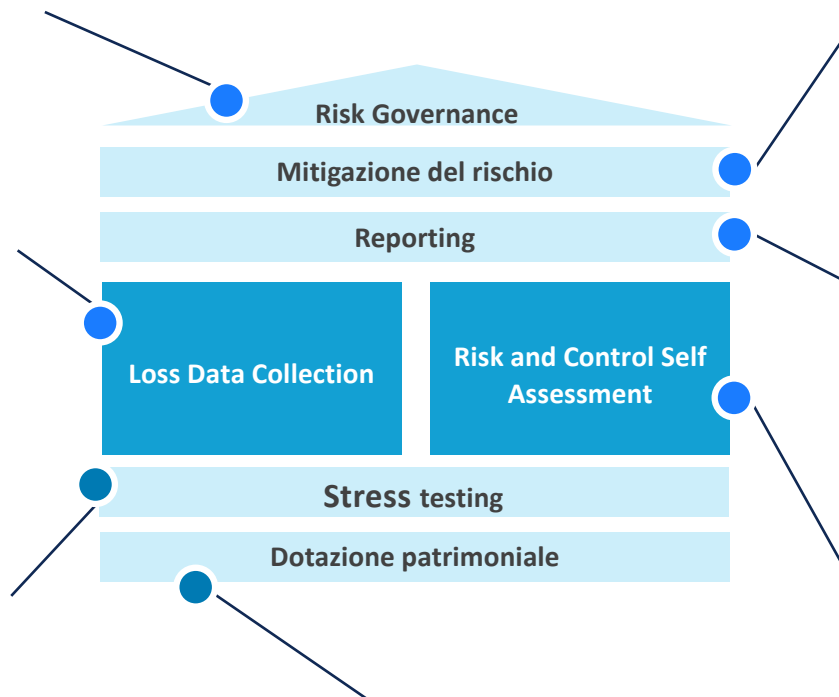 Risk Governance
Mitigazione del rischio
Reporting
Loss Data Collection
Risk and Control Self
Assessment
Stress testing
Dotazione patrimoniale